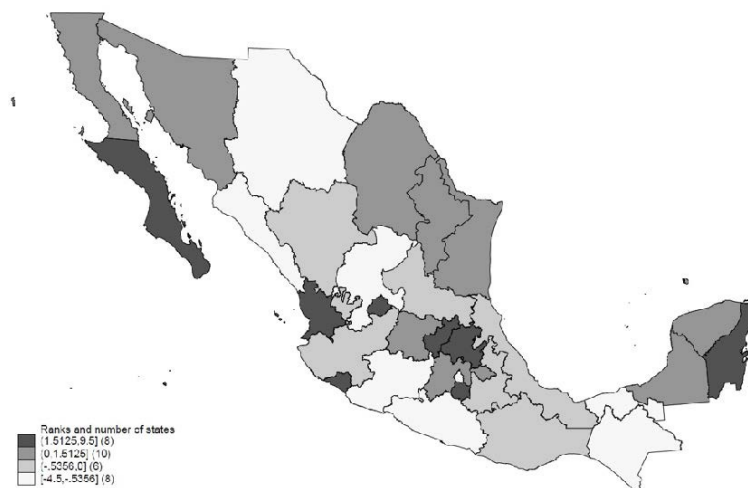 Ranks and number of states
(1.5125,9.5] (8)
(0,1.5125] (10)
(-.5356,0] (6)
[-4.5,-.5356] (8)